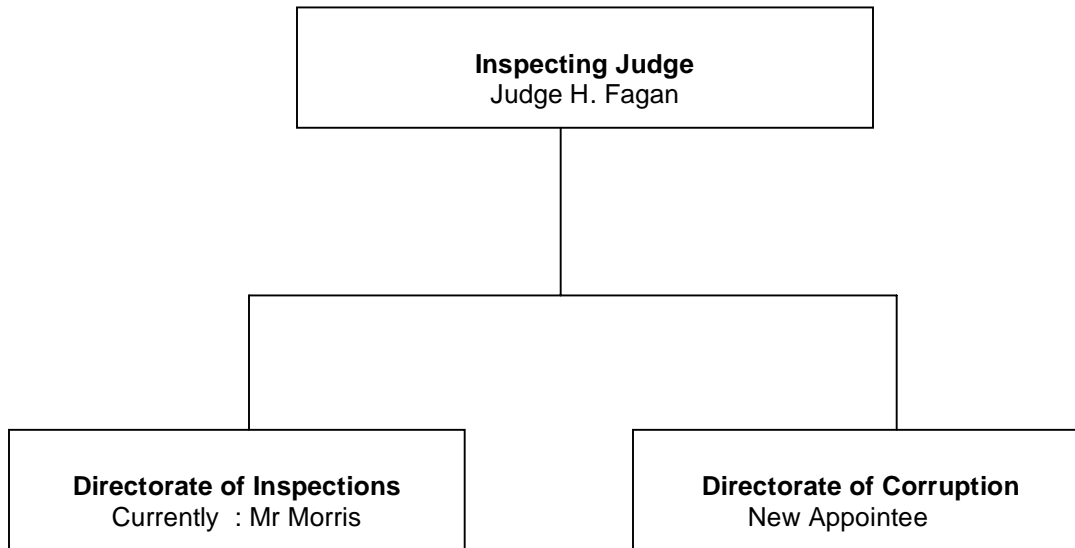 Inspecting Judge
Judge H. Fagan
Directorate of Inspections
Currently : Mr Morris
Directorate of Corruption
New Appointee